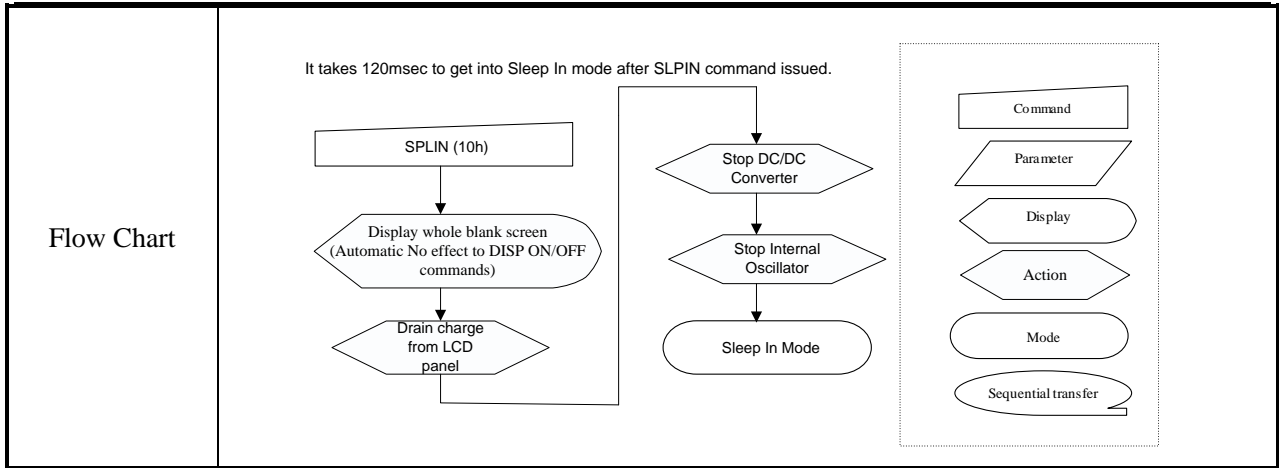 Flow Chart
It takes 120msec to get into Sleep In mode after SLPIN command issued.
SPLIN (10h)
Display whole blank screen
(Automatic No effect to DISP ON/OFF
commands)
Drain charge
from LCD
panel
Stop DC/DC
Converter
Stop Internal
Oscillator
Sleep In Mode
Command
Parameter
Display
Action
Mode
Sequential transfer